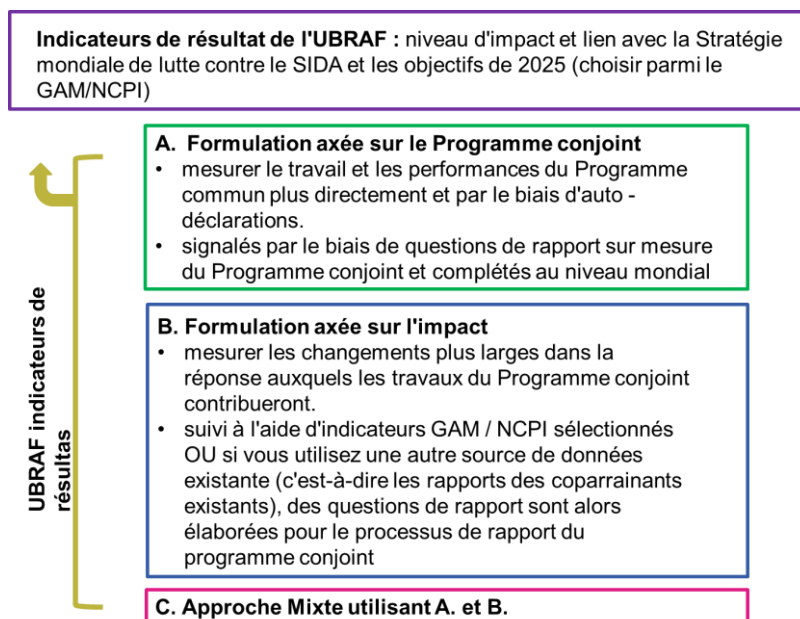 Indicateurs de résultat de l'UBRAF : niveau d'impact et lien avec la Stratégie
mondiale de lutte contre le SIDA et les objectifs de 2025 (choisir parmi le
GAM/NCPI)
UBRAF indicateurs de
résultas
A. Formulation axée sur le Programme conjoint
• mesurer le travail et les performances du Programme
commun plus directement et par le biais d'auto -
déclarations.
• signalés par le biais de questions de rapport sur mesure
du Programme conjoint et complétés au niveau mondial
B. Formulation axée sur l'impact
• mesurer les changements plus larges dans la
réponse auxquels les travaux du Programme conjoint
contribueront.
• suivi à l'aide d'indicateurs GAM / NCPI sélectionnés
OU si vous utilisez une autre source de données
existante (c'est-à-dire les rapports des coparrainants
existants), des questions de rapport sont alors
élaborées pour le processus de rapport du
programme conjoint
C. Approche Mixte utilisant A. et B.